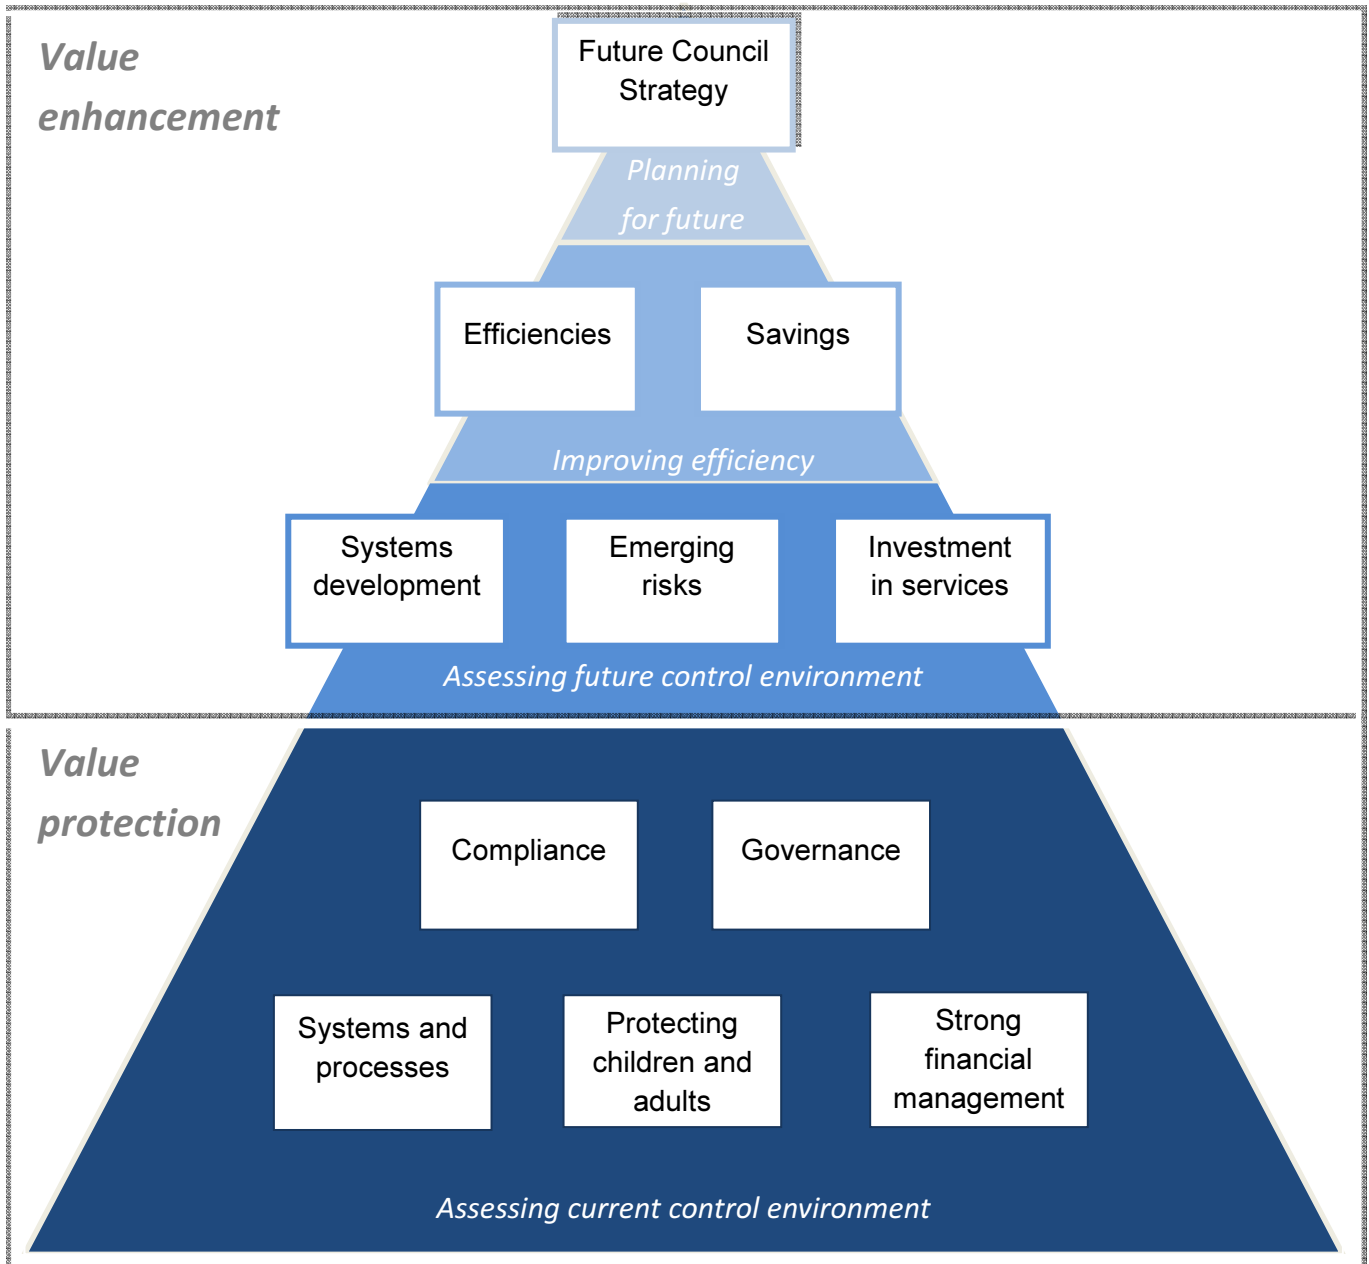 Value
enhancement
Future Council
Strategy
Planning
for future
Efficiencies
Savings
Improving efficiency
Systems
development
Emerging
risks
Investment
in services
Assessing future control environment
Value
protection
Compliance
Governance
Systems and
processes
Protecting
children and
adults
Strong
financial
management
Assessing current control environment